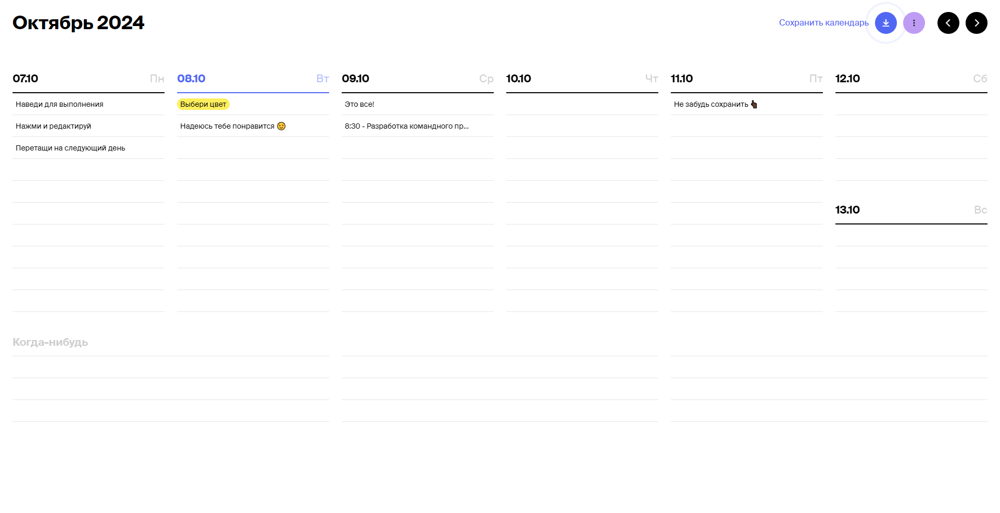 Октябрь 2024
Сохранить календарь
07.10 Пн
Наведи для выполнения
Нажми и редактируй
Перетащи на следующий день
08.10 Вт
Выбери цвет
Надеюсь тебе понравится 😉
09.10 Ср
Это все!
8:30 - Разработка командного пр...
10.10 Чт
11.10 Пт
Не забудь сохранить 👆🏿
12.10 Сб
13.10 Вс
Когда-нибудь